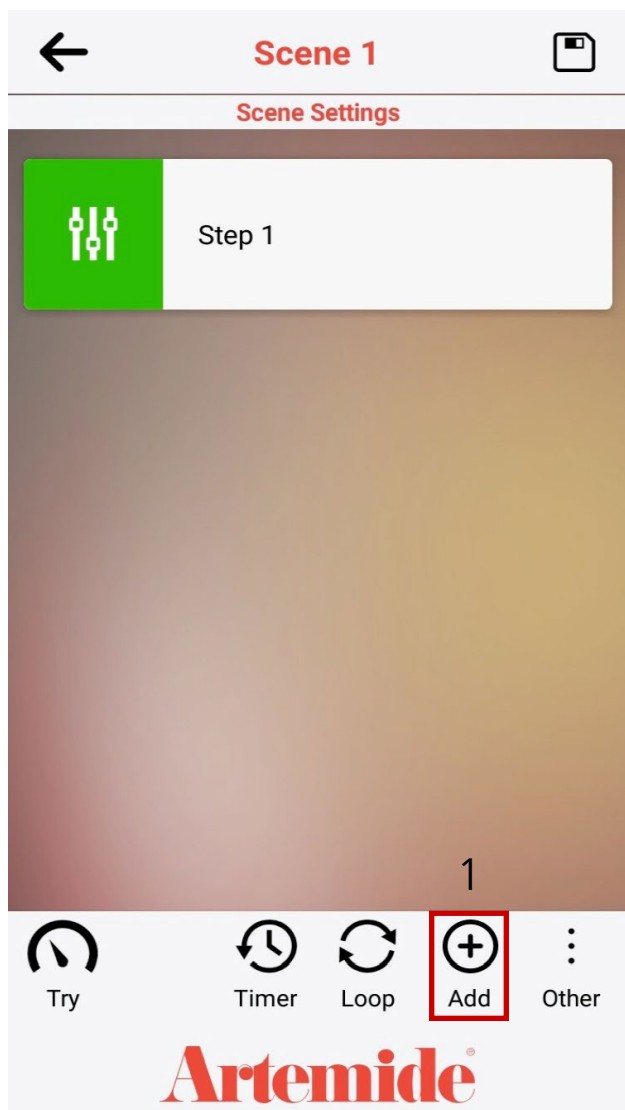 Scene 1
Scene Settings
Step 1
1
Try Timer Loop Add Other
Artemide®